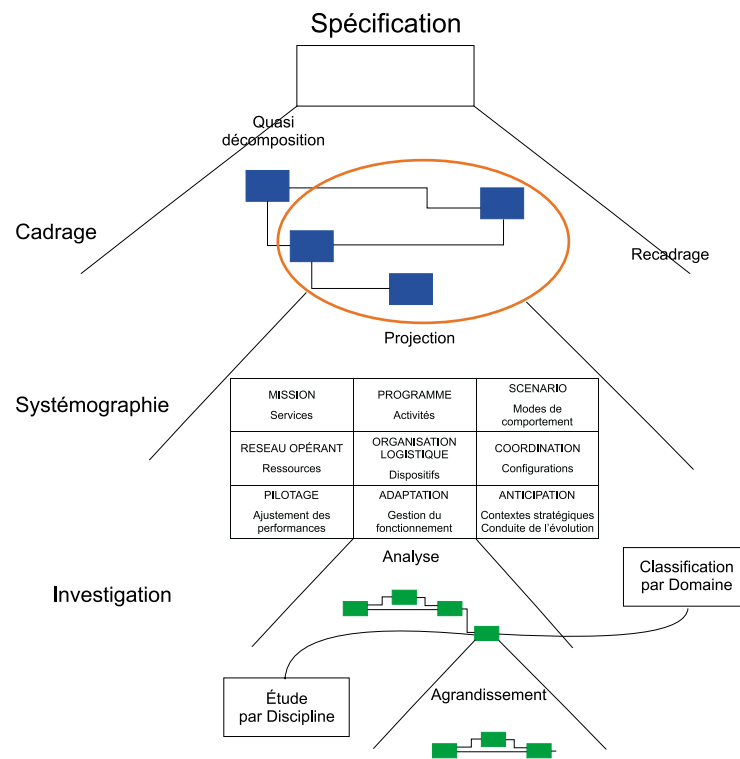 Spécification
Quasi
décomposition
Cadrage
Recadrage
Projection
Systémographie
MISSION
Services
PROGRAMME
Activités
SCENARIO
Modes de
comportement
RESEAU OPÉRANT
Ressources
ORGANISATION
LOGISTIQUE
Dispositifs
COORDINATION
Configurations
PILOTAGE
Ajustement des
performances
ADAPTATION
Gestion du
fonctionnement
ANTICIPATION
Contextes stratégiques
Conduite de l'évolution
Analyse
Classification
par Domaine
Investigation
Étude
par Discipline
Agrandissement